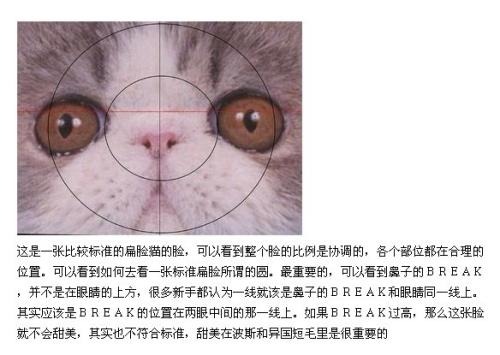 这是一张比较标准的扁脸猫的脸，可以看到整个脸的比例是协调的，各个部位都在合理的
位置。可以看到如何去看一张标准扁脸所谓的圆。最重要的，可以看到鼻子的ＢＲＥＡＫ
，并不是在眼睛的上方，很多新手都认为一线就该是鼻子的ＢＲＥＡＫ和眼睛同一线上。
其实应该是ＢＲＥＡＫ的位置在两眼中间的那一线上。如果ＢＲＥＡＫ过高，那么这张脸
就不会甜美，其实也不符合标准，甜美在波斯和异国短毛里是很重要的